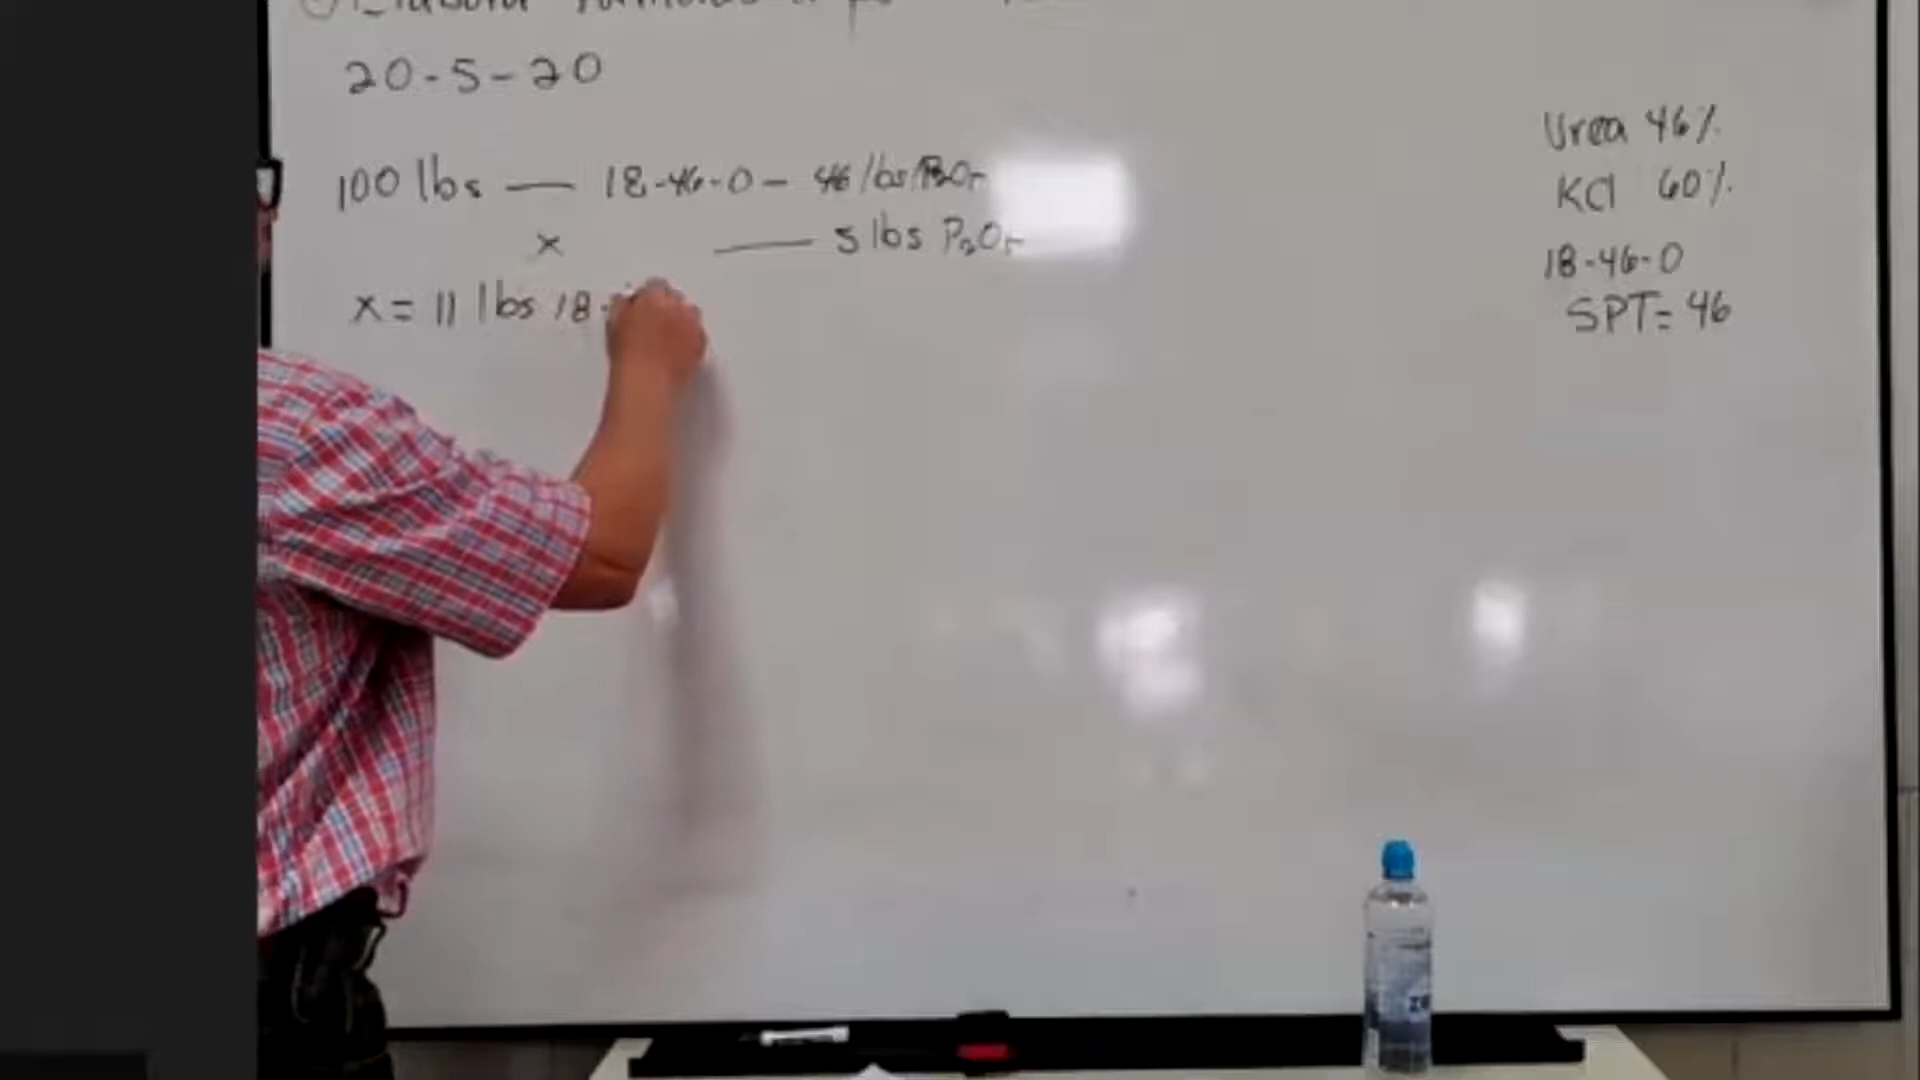 20-5-20
100 lbs — 18-46-0 - 46 lbs P2O5
x — 5 lbs P2O5
x = 11 lbs 18-
Urea 46%
KCl 60%
18-46-0
SPT= 46